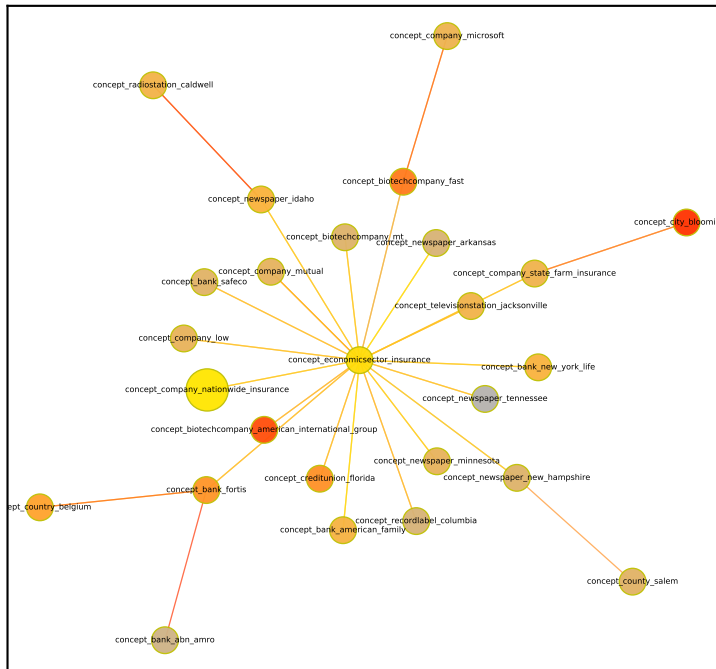 concept_company_microsoft
concept_radiostation_caldwell
concept_biotechcompany_fast
concept_newspaper_idaho
concept_city_bloomi
concept_biotechcompany_mt
concept_newspaper_arkansas
concept_company_mutual
concept_company_state_farm_insurance
concept_bank_safeco
concept_televisionstation_jacksonville
concept_company_low
concept_economicsector_insurance
concept_bank_new_york_life
concept_company_nationwide_insurance
concept_newspaper_tennessee
concept_biotechcompany_american_international_group
concept_newspaper_minnesota
concept_creditunion_florida
concept_newspaper_new_hampshire
concept_bank_fortis
ept_country_belgium
concept_recordlabel_columbia
concept_bank_american_family
concept_county_salem
concept_bank_abn_amro